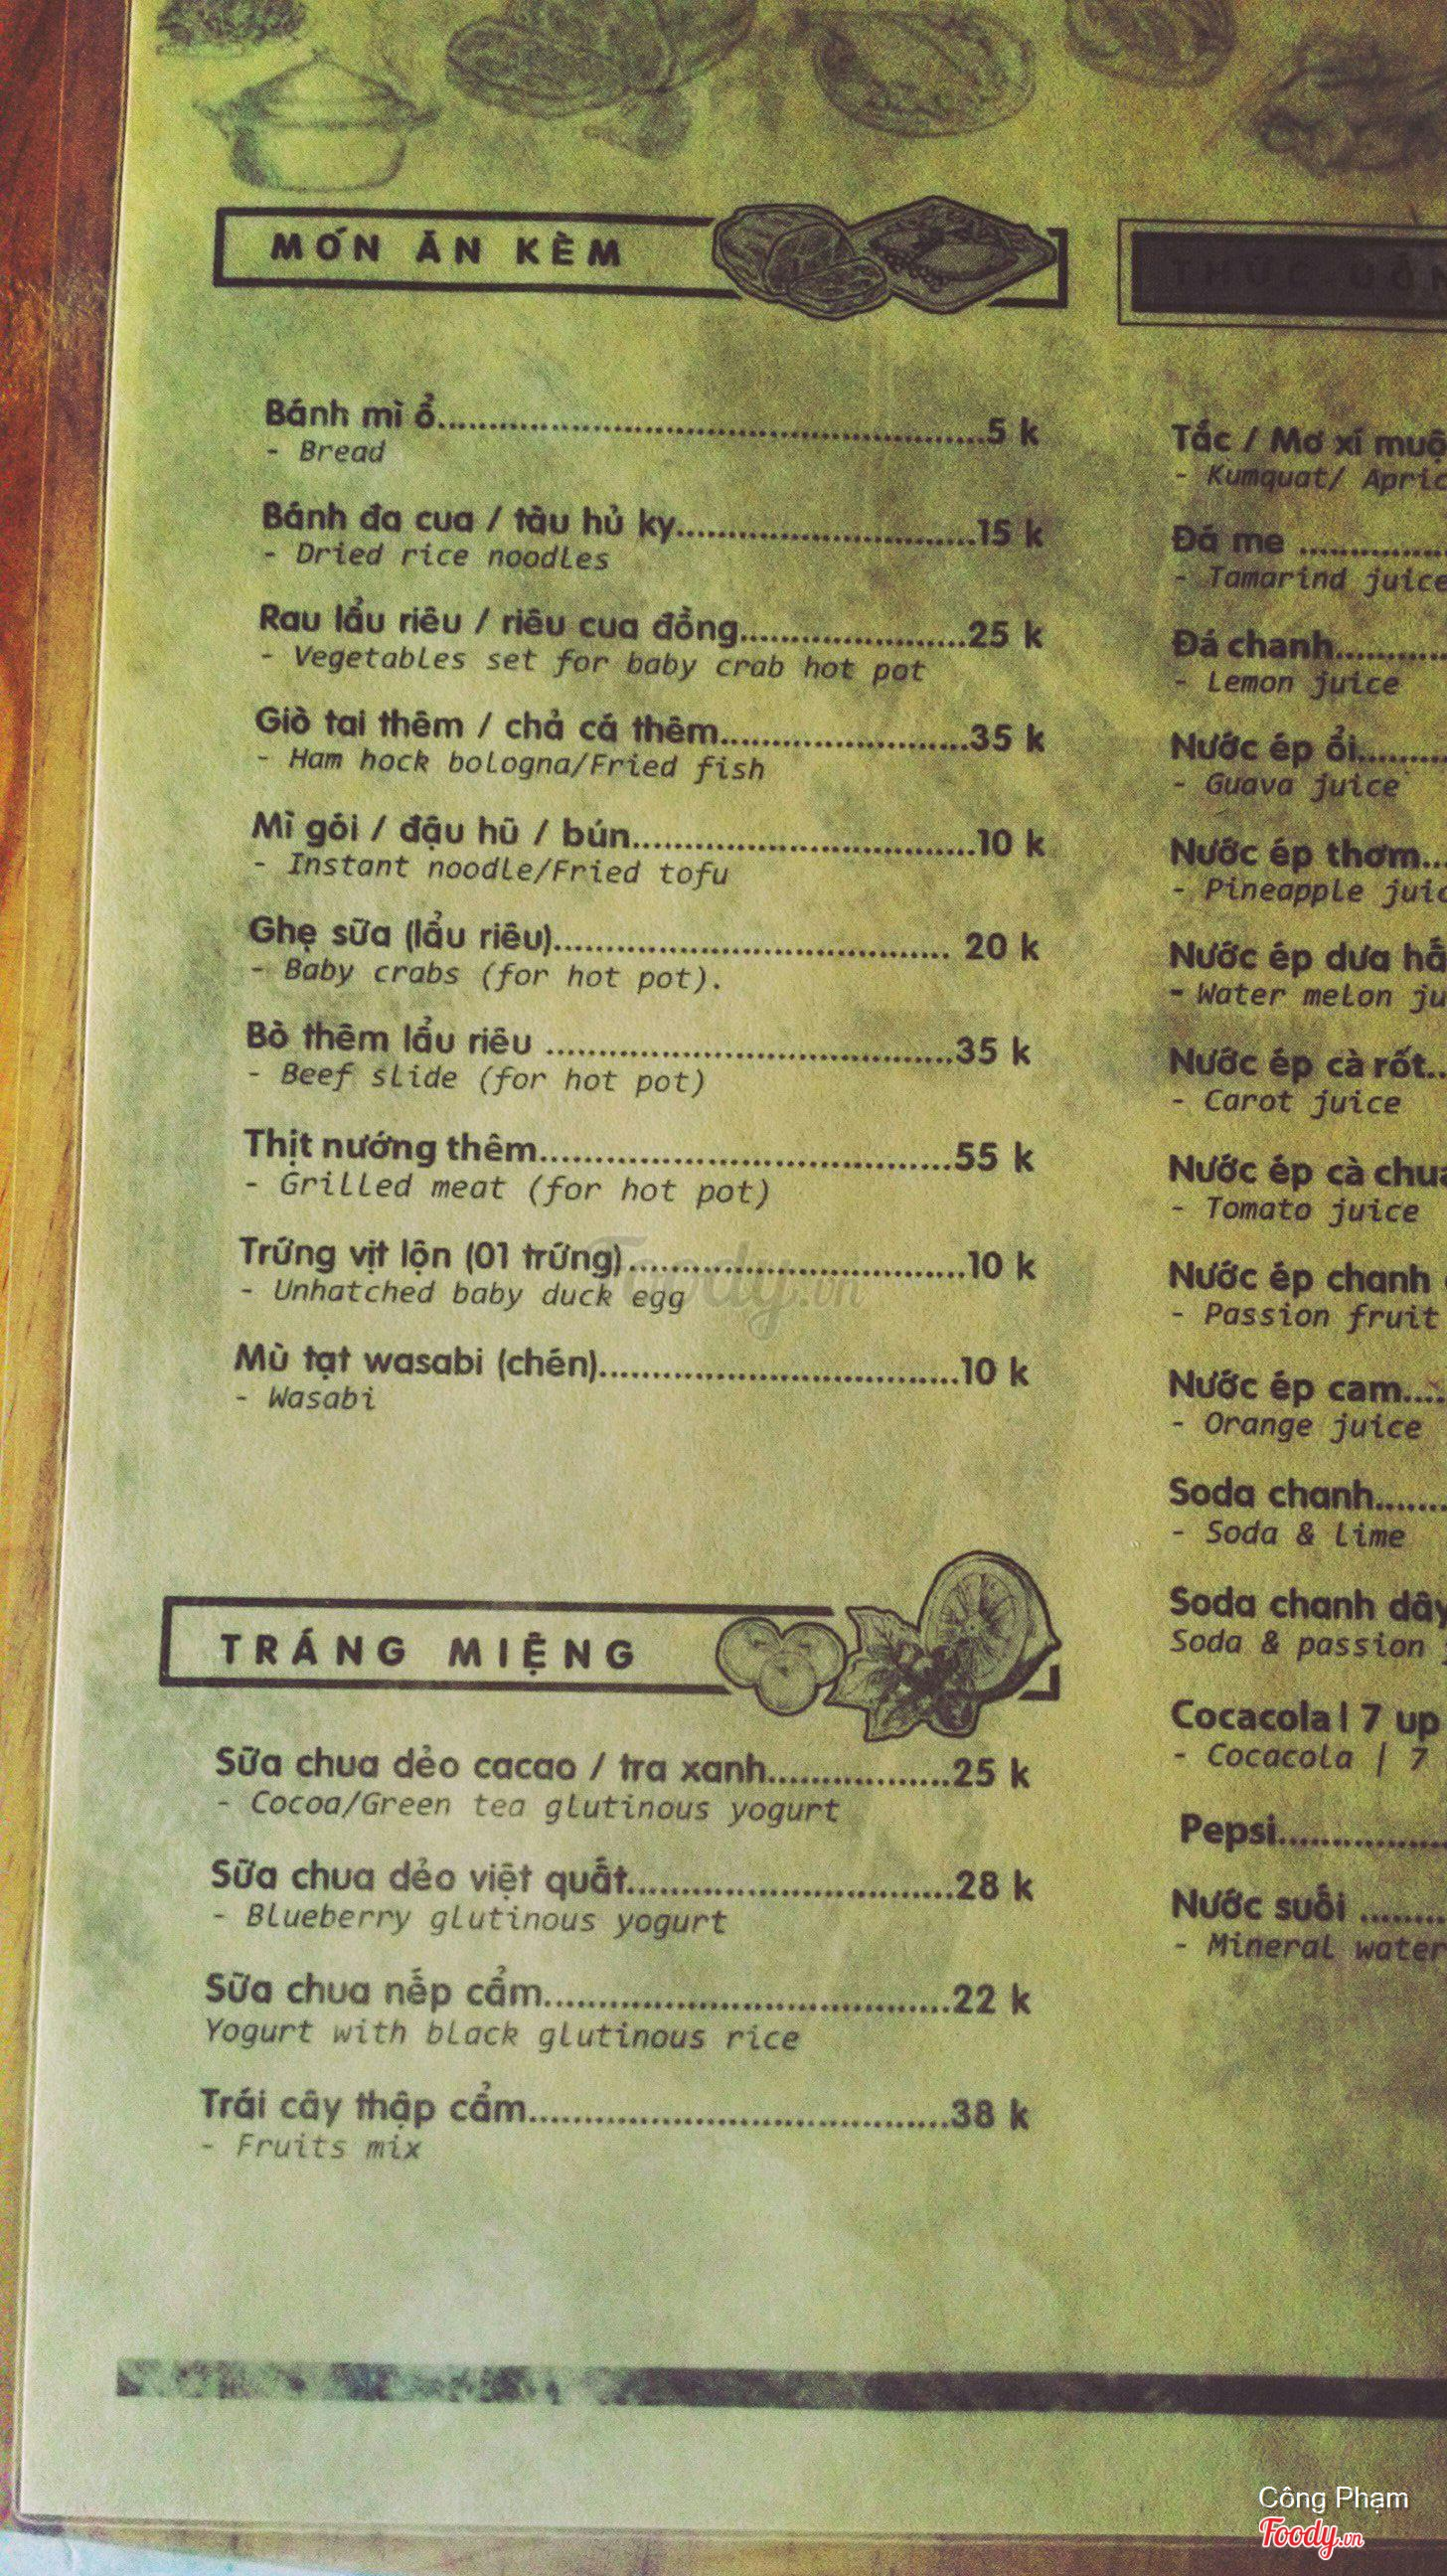 MÓN ĂN KÈM
Bánh mì ổ..............................5 k
- Bread
Bánh đa cua / tàu hủ ky..............................15 k
- Dried rice noodles
Rau lẩu riêu / riêu cua đồng..............................25 k
- Vegetables set for baby crab hot pot
Giò tai thêm / chả cá thêm..............................35 k
- Ham hock bologna/Fried fish
Mì gói / đậu hũ / bún..............................10 k
- Instant noodle/Fried tofu
Ghẹ sữa (lẩu riêu).............................. 20 k
- Baby crabs (for hot pot).
Bò thêm lẩu riêu ..............................35 k
- Beef slide (for hot pot)
Thịt nướng thêm..............................55 k
- Grilled meat (for hot pot)
Trứng vịt lộn (01 trứng)..............................10 k
- Unhatched baby duck egg
Mù tạt wasabi (chén)..............................10 k
- Wasabi
TRÁNG MIỆNG
Sữa chua dẻo cacao / tra xanh..................25 k
- Cocoa/Green tea glutinous yogurt
Sữa chua dẻo việt quất..............................28 k
- Blueberry glutinous yogurt
Sữa chua nếp cẩm..............................22 k
Yogurt with black glutinous rice
Trái cây thập cẩm..............................38 k
- Fruits mix
THỨC
Tắc / Mơ xí
- Kumquat/
Đá me ..............
- Tamarind juice
Đá chanh...........
- Lemon juice
Nước ép ổi.........
- Guava juice
Nước ép thơm...
- Pineapple
Nước ép dưa
- Water melon
Nước ép cà rốt..
- Carot juice
Nước ép cà
- Tomato juice
Nước ép chanh
- Passion fruit
Nước ép cam....
- Orange juice
Soda chanh.......
- Soda & lime
Soda chanh
Soda & passion
Cocacola| 7 up
- Cocacola | 7
Pepsi................
Nước suối ........
- Mineral water
Foody.vn
Công Phạm
Foody.vn